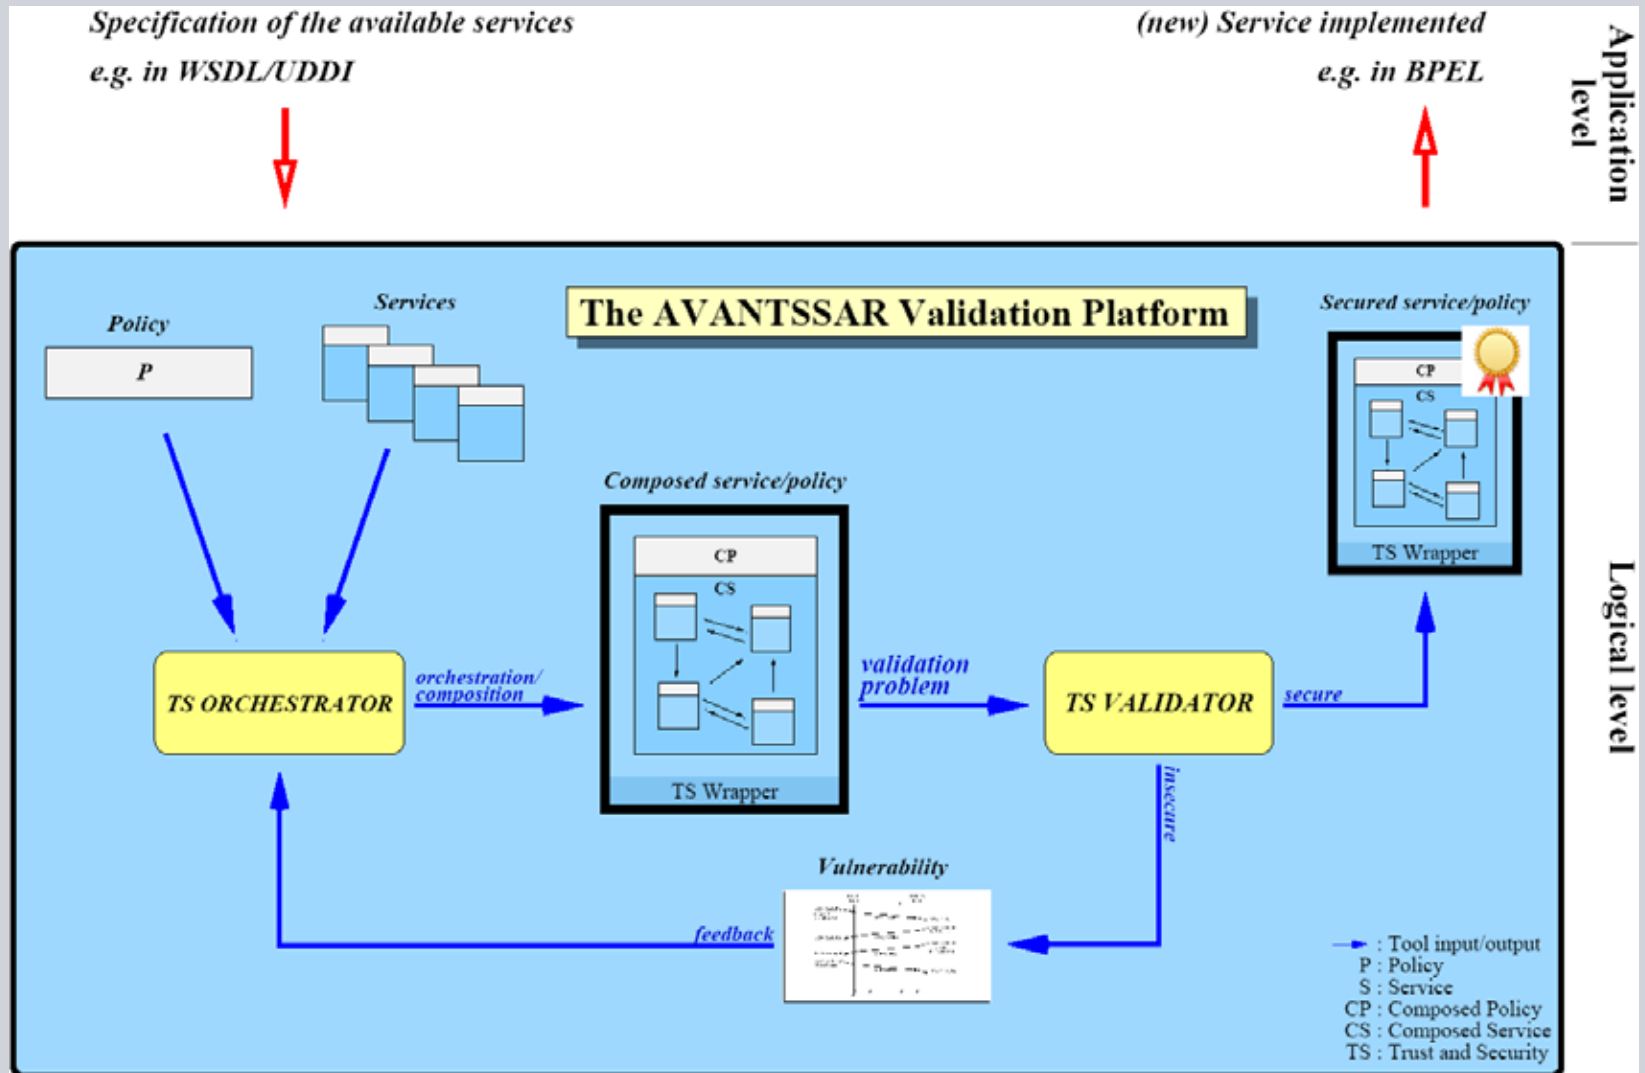 Specification of the available services
e.g. in WSDL/UDDI
(new) Service implemented
e.g. in BPEL
Application
level
The AVANTSSAR Validation Platform
Policy
P
Services
Secured service/policy
CP
CS
TS Wrapper
Composed service/policy
CP
CS
TS Wrapper
TS ORCHESTRATOR
orchestration/
composition
validation
problem
TS VALIDATOR
secure
insecure
Logical level
Vulnerability
feedback
: Tool input/output
P : Policy
S : Service
CP : Composed Policy
CS : Composed Service
TS : Trust and Security